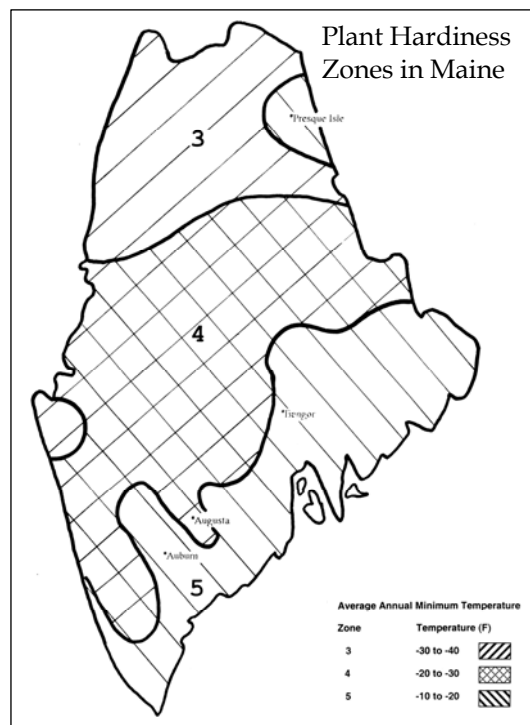 Plant Hardiness
Zones in Maine
Presque Isle
3
4
Augusta
Auburn
5
Average Annual Minimum Temperature
Zone Temperature (F)
3 -30 to -40
4 -20 to -30
5 -10 to -20